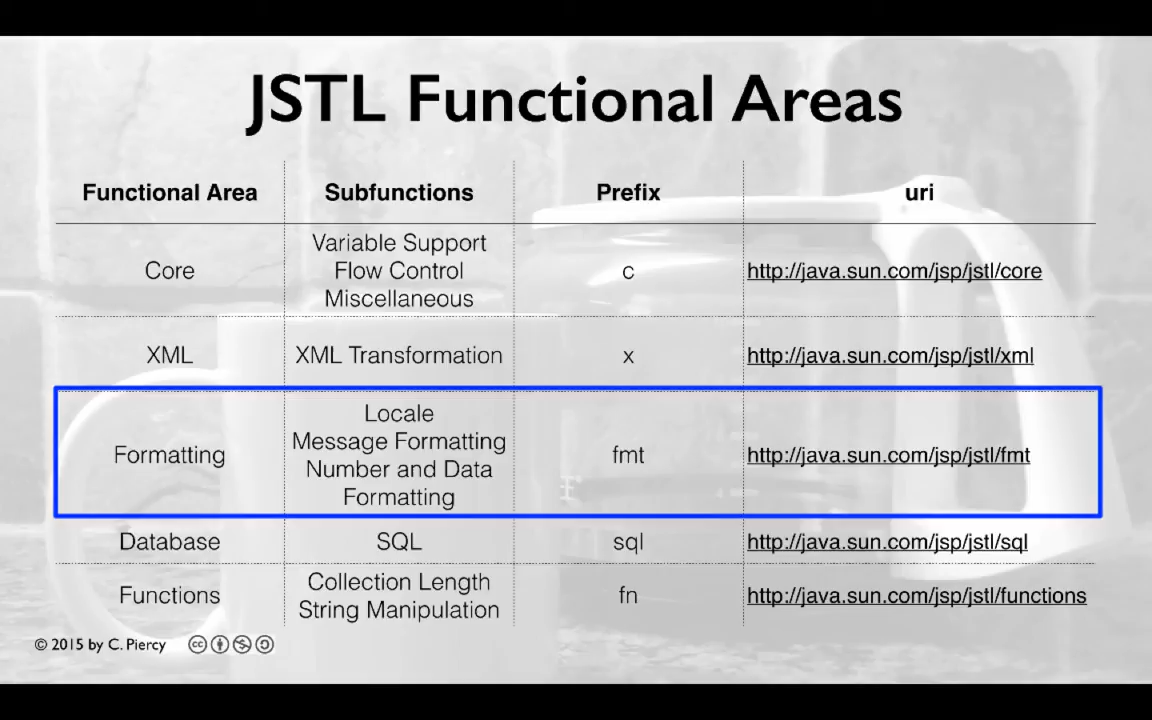 JSTL Functional Areas
Functional Area Subfunctions Prefix uri
Variable Support
Core Flow Control c http://java.sun.com/jsp/jstl/core
Miscellaneous
XML XML Transformation x http://java.sun.com/jsp/jstl/xml
Locale
Message Formatting
Formatting fmt http://java.sun.com/jsp/jstl/fmt
Number and Data
Formatting
Database SQL sql http://java.sun.com/jsp/jstl/sql
Collection Length
Functions fn http://java.sun.com/jsp/jstl/functions
String Manipulation
© 2015 by C. Piercy cc